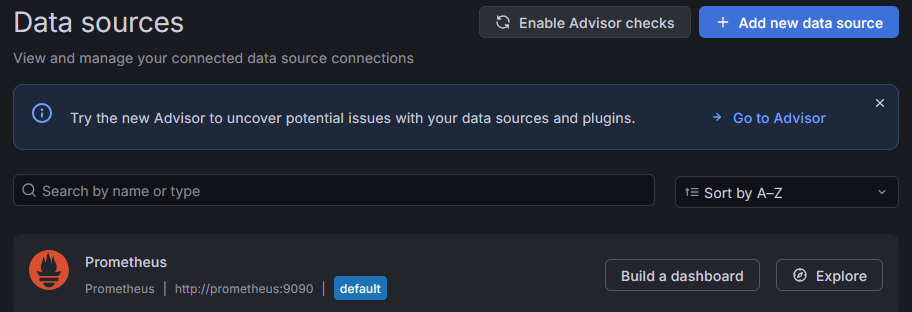 Data sources
Enable Advisor checks
+ Add new data source
View and manage your connected data source connections
Try the new Advisor to uncover potential issues with your data sources and plugins.
Go to Advisor
Search by name or type
Sort by A–Z
Prometheus
Prometheus | http://prometheus:9090 | default
Build a dashboard
Explore